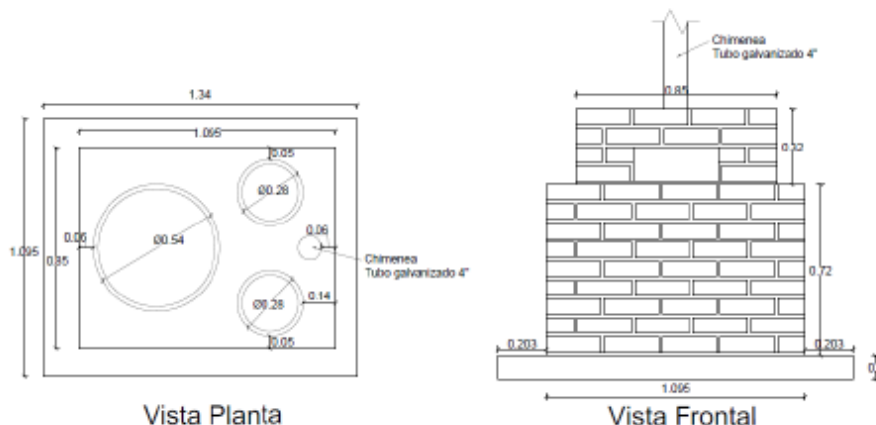 1.34
1.095
0.05
Ø0.28
0.06
Ø0.54
0.06
1.095
0.85
Chimenea
Tubo galvanizado 4"
0.14
Ø0.28
0.05
Vista Planta
Chimenea
Tubo galvanizado 4"
0.85
0.32
0.72
0.203
0.203
1.095
Vista Frontal